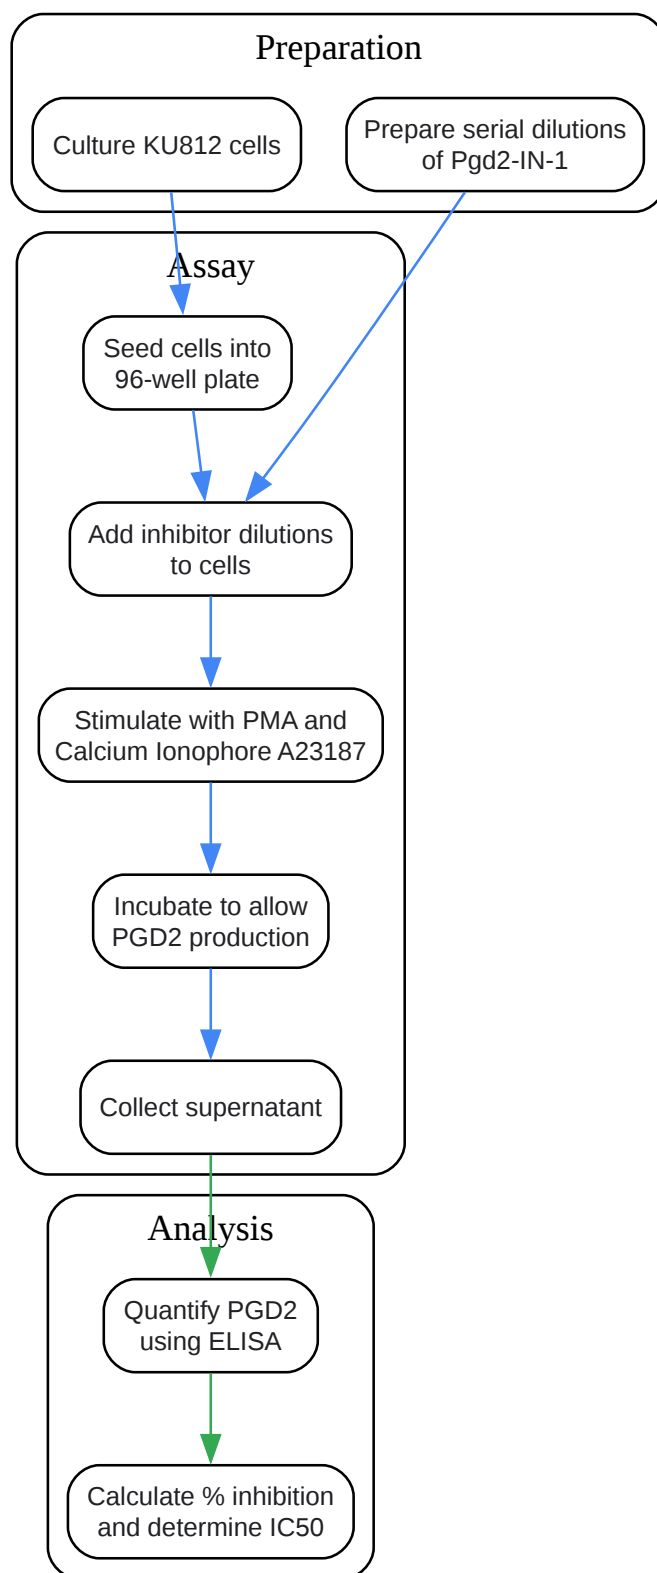 Preparation
Culture KU812 cells
Prepare serial dilutions
of Pgd2-IN-1
Assay
Seed cells into
96-well plate
Add inhibitor dilutions
to cells
Stimulate with PMA and
Calcium Ionophore A23187
Incubate to allow
PGD2 production
Collect supernatant
Analysis
Quantify PGD2
using ELISA
Calculate % inhibition
and determine IC50